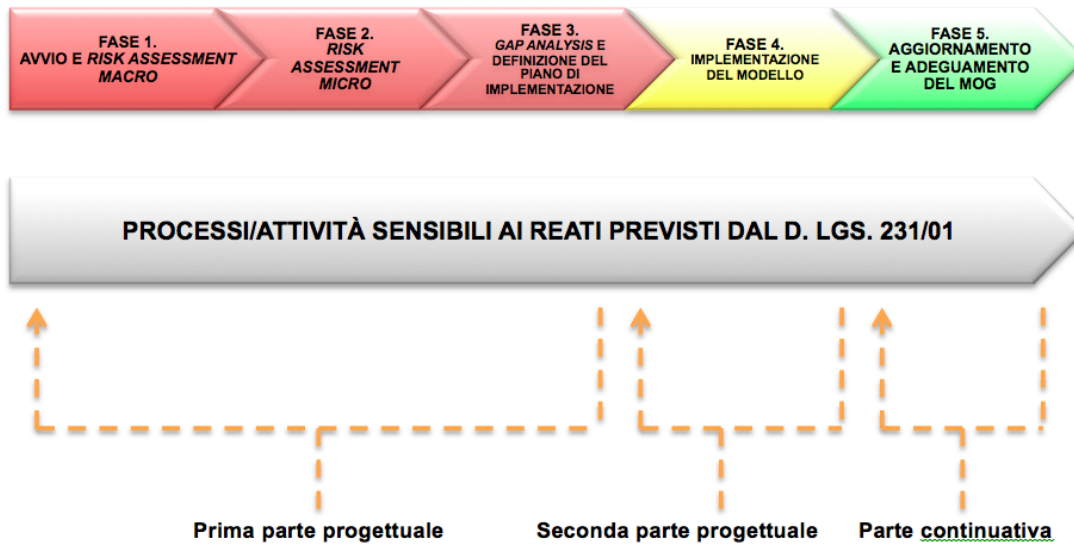 FASE 1.
AVVIO E RISK ASSESSMENT
MACRO
FASE 2.
RISK
ASSESSMENT
MICRO
FASE 3.
GAP ANALYSIS E
DEFINIZIONE DEL
PIANO DI
IMPLEMENTAZIONE
FASE 4.
IMPLEMENTAZIONE
DEL MODELLO
FASE 5.
AGGIORNAMENTO
E ADEGUAMENTO
DEL MOG
PROCESSI/ATTIVITÀ SENSIBILI AI REATI PREVISTI DAL D. LGS. 231/01
Prima parte progettuale
Seconda parte progettuale
Parte continuativa